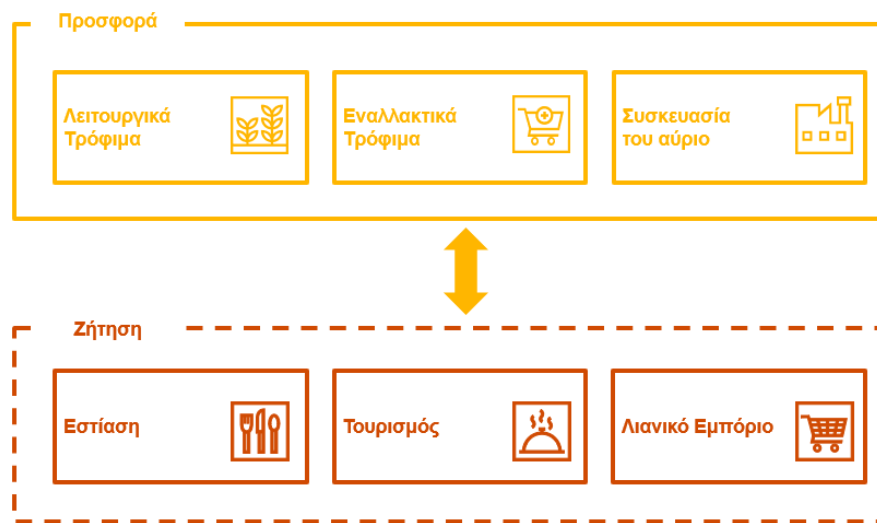 Προσφορά
Λειτουργικά
Τρόφιμα
Εναλλακτικά
Τρόφιμα
Συσκευασία
του αύριο
Ζήτηση
Εστίαση
Τουρισμός
Λιανικό Εμπόριο